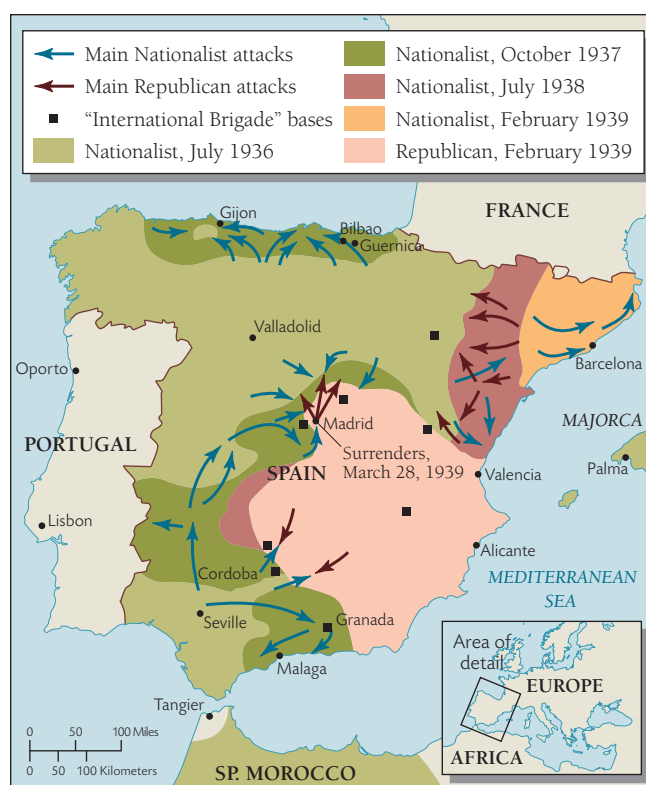 Main Nationalist attacks
Main Republican attacks
“International Brigade” bases
Nationalist, July 1936
Nationalist, October 1937
Nationalist, July 1938
Nationalist, February 1939
Republican, February 1939
Gijon
Bilbao
Guernica
FRANCE
Valladolid
Oporto
Barcelona
MAJORCA
Madrid
PORTUGAL
Surrenders,
March 28, 1939
SPAIN
Palma
Valencia
Lisbon
Alicante
Cordoba
MEDITERRANEAN
SEA
Seville
Granada
Malaga
Tangier
Area of
detail
EUROPE
AFRICA
0 50 100 Miles
0 50 100 Kilometers
SP. MOROCCO